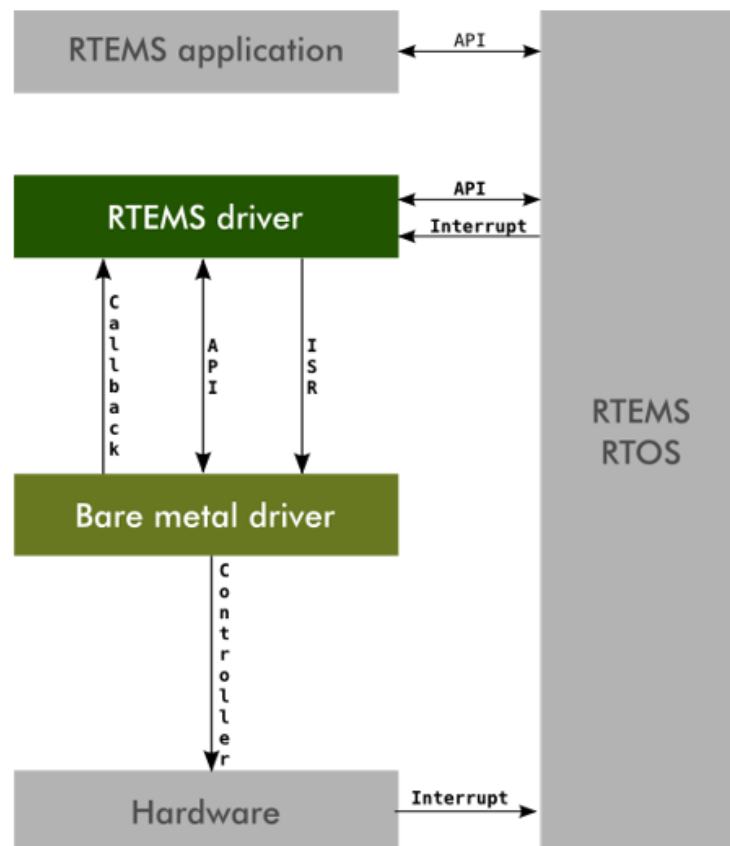 RTEMS application
API
RTEMS driver
API
Interrupt
Callback
API
ISR
RTEMS
RTOS
Bare metal driver
Controller
Hardware
Interrupt